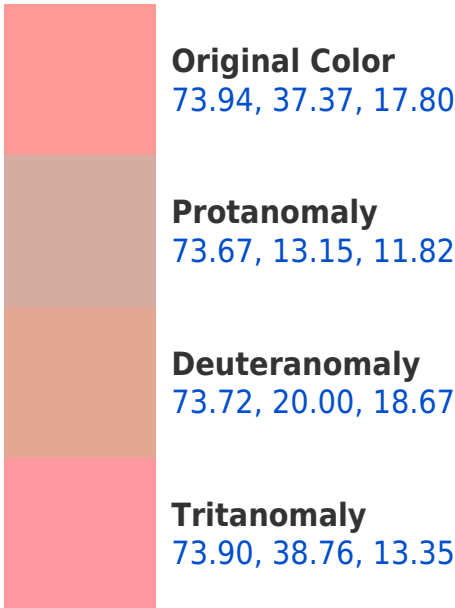 Original Color
73.94, 37.37, 17.80
Protanomaly
73.67, 13.15, 11.82
Deuteranomaly
73.72, 20.00, 18.67
Tritanomaly
73.90, 38.76, 13.35